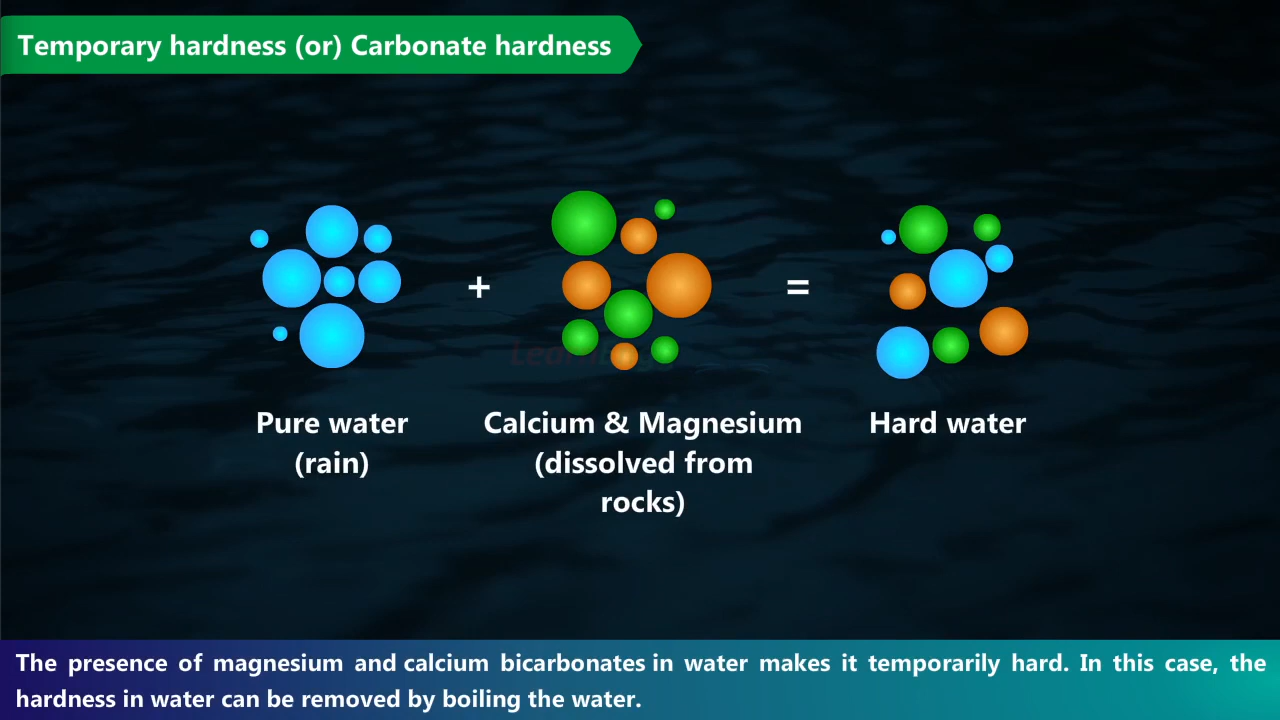 Temporary hardness (or) Carbonate hardness
+
=
Pure water
(rain)
Calcium & Magnesium
(dissolved from
rocks)
Hard water
The presence of magnesium and calcium bicarbonates in water makes it temporarily hard. In this case, the
hardness in water can be removed by boiling the water.